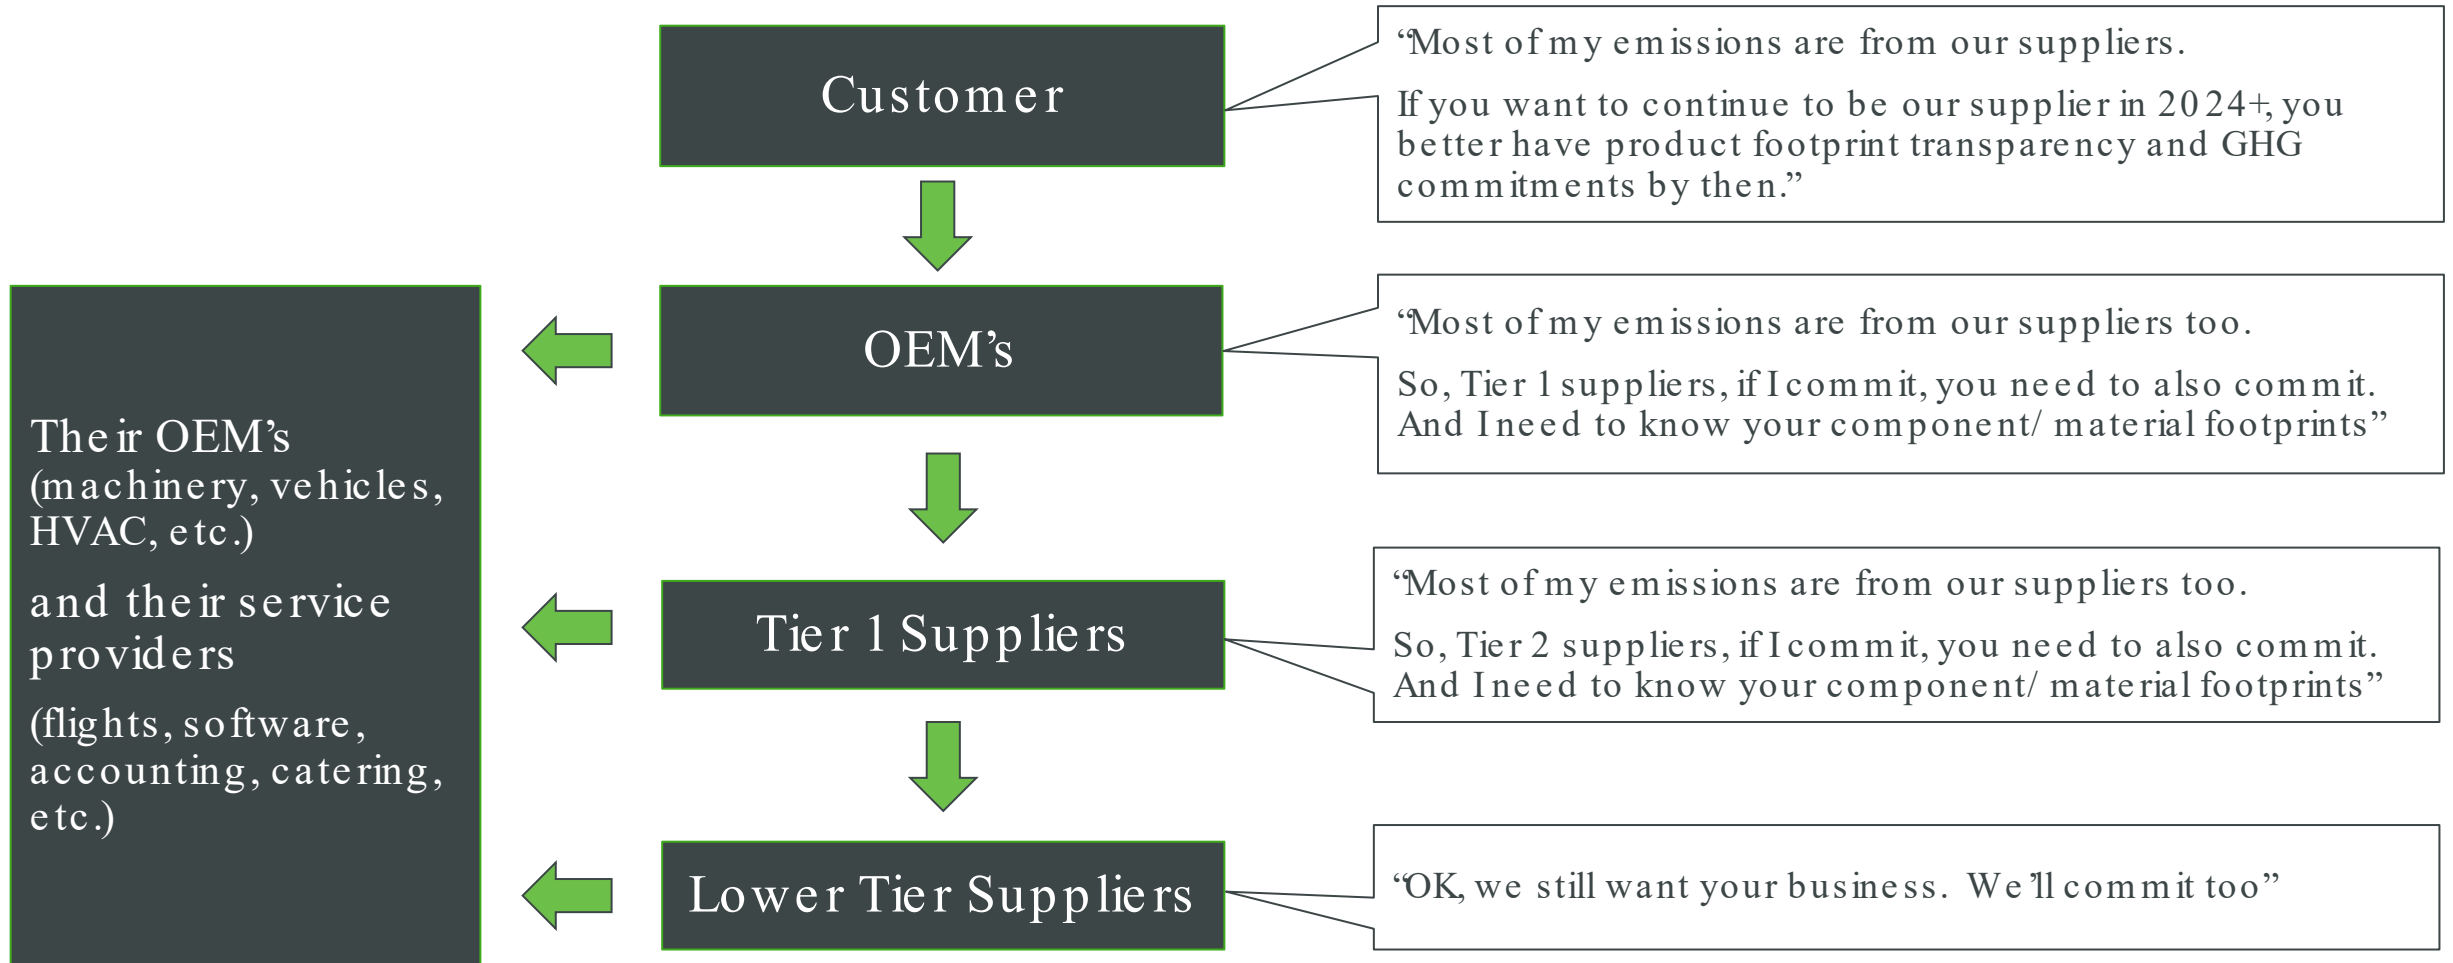 Customer
“Most of my emissions are from our suppliers.
If you want to continue to be our supplier in 2024+, you
better have product footprint transparency and GHG
commitments by then.”
OEM’s
“Most of my emissions are from our suppliers too.
So, Tier 1 suppliers, if I commit, you need to also commit.
And I need to know your component/ material footprints”
Their OEM’s
(machinery, vehicles,
HVAC, etc.)
and their service
providers
(flights, software,
accounting, catering,
etc.)
Tier 1 Suppliers
“Most of my emissions are from our suppliers too.
So, Tier 2 suppliers, if I commit, you need to also commit.
And I need to know your component/ material footprints”
Lower Tier Suppliers
“OK, we still want your business.  We’ll commit too”